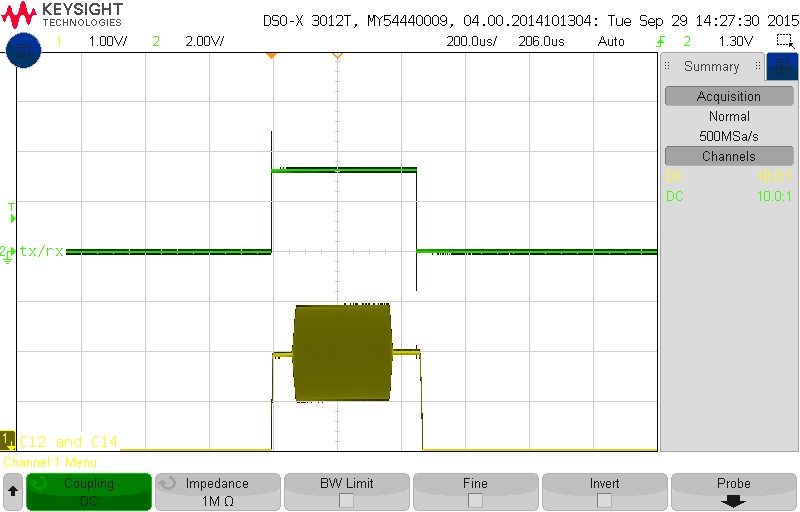 KEYSIGHT
TECHNOLOGIES
DSO-X 3012T, MY54440009, 04.00.2014101304: Tue Sep 29 14:27:30 2015
1 1.00V/ 2 2.00V/ 200.0us/ 206.0us Auto 2 1.30V
Summary
Acquisition
Normal
500MSa/s
Channels
DC 10.0:1
DC 10.0:1
T
2 tx/rx
1 C12 and C14
Channel 1 Menu
Coupling
DC
Impedance
1M Ω
BW Limit
Fine
Invert
Probe